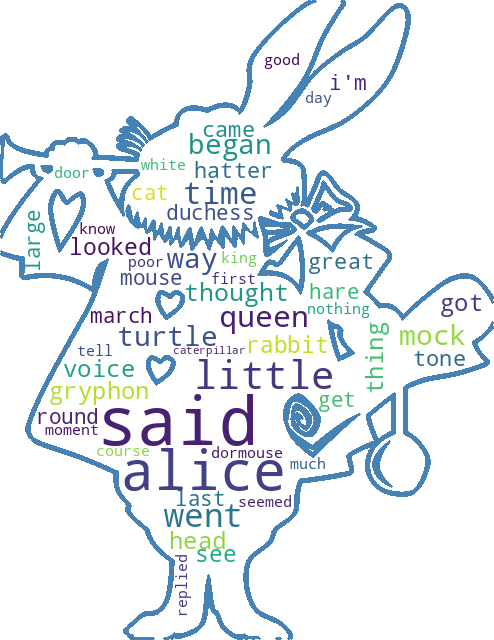 good
i'm
day
came
began
door
white
hatter
cat
time
duchess
large
know
looked
poor
way
king
great
mouse
first
thought
hare
nothing
got
march
queen
turtle
rabbit
thing
mock
tone
tell
caterpillar
voice
little
gryphon
get
round
said
moment
course
dormouse
alice
much
last
seemed
went
head
see
replied